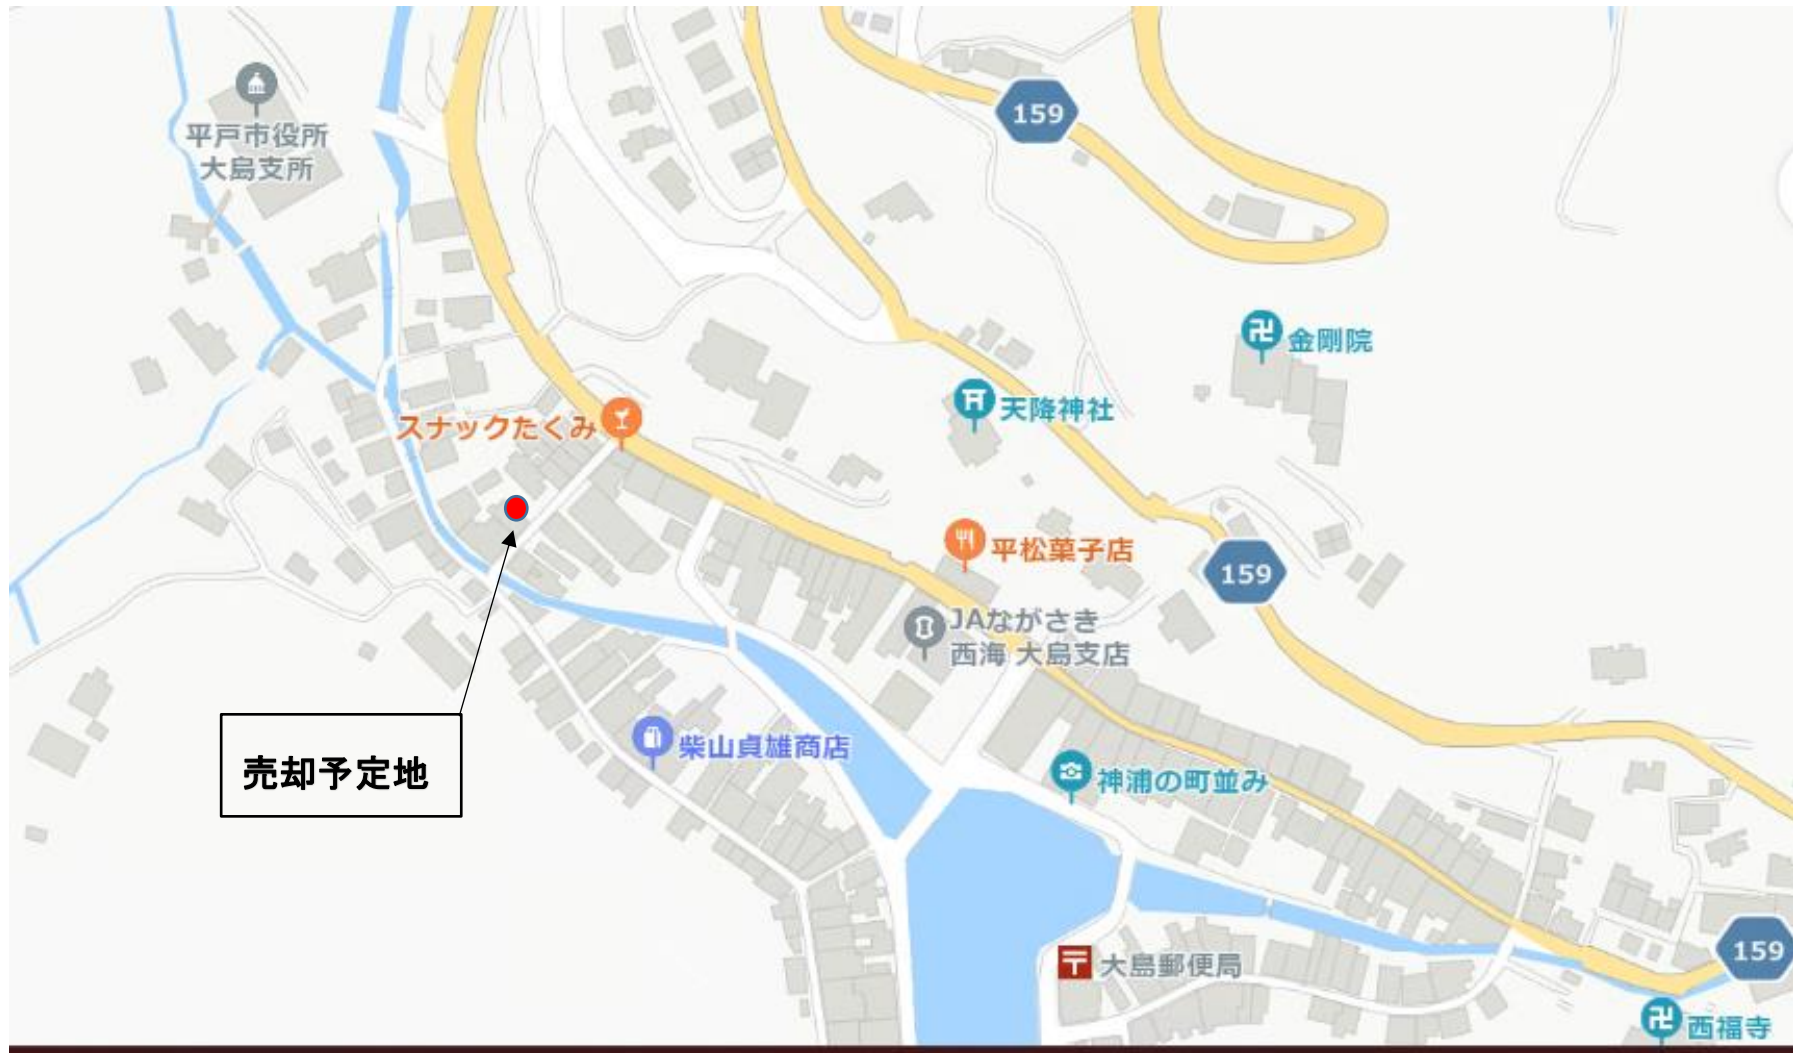 159
平戸市役所
大島支所
金剛院
天降神社
スナックたくみ
平松菓子店
159
JAながさき
西海 大島支店
柴山貞雄商店
売却予定地
神浦の町並み
159
大島郵便局
西福寺